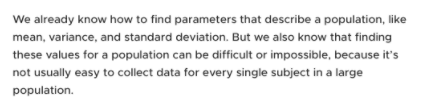 We already know how to find parameters that describe a population, like
mean, variance, and standard deviation. But we also know that finding
these values for a population can be difficult or impossible, because it's
not usually easy to collect data for every single subject in a large
population.